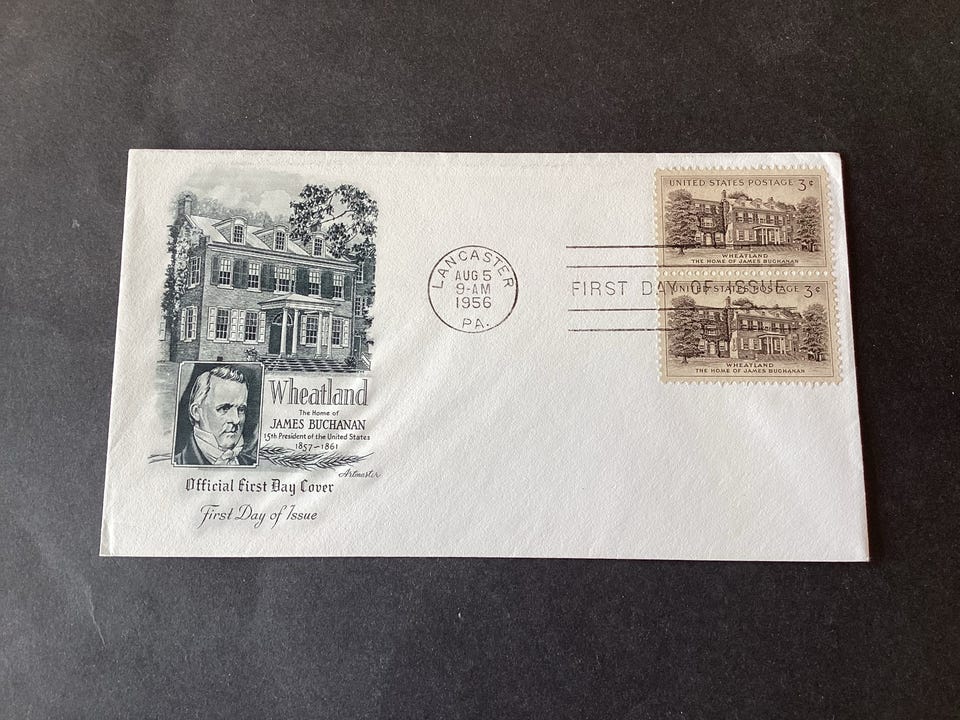 Wheatland
The Home of
JAMES BUCHANAN
15th President of the United States
1857-1861
Artmaster
Official First Day Cover
First Day of Issue
LANCASTER
AUG 5
9-AM
1956
PA.
FIRST DAY OF ISSUE
UNITED STATES POSTAGE 3¢
WHEATLAND
THE HOME OF JAMES BUCHANAN
UNITED STATES POSTAGE 3¢
WHEATLAND
THE HOME OF JAMES BUCHANAN